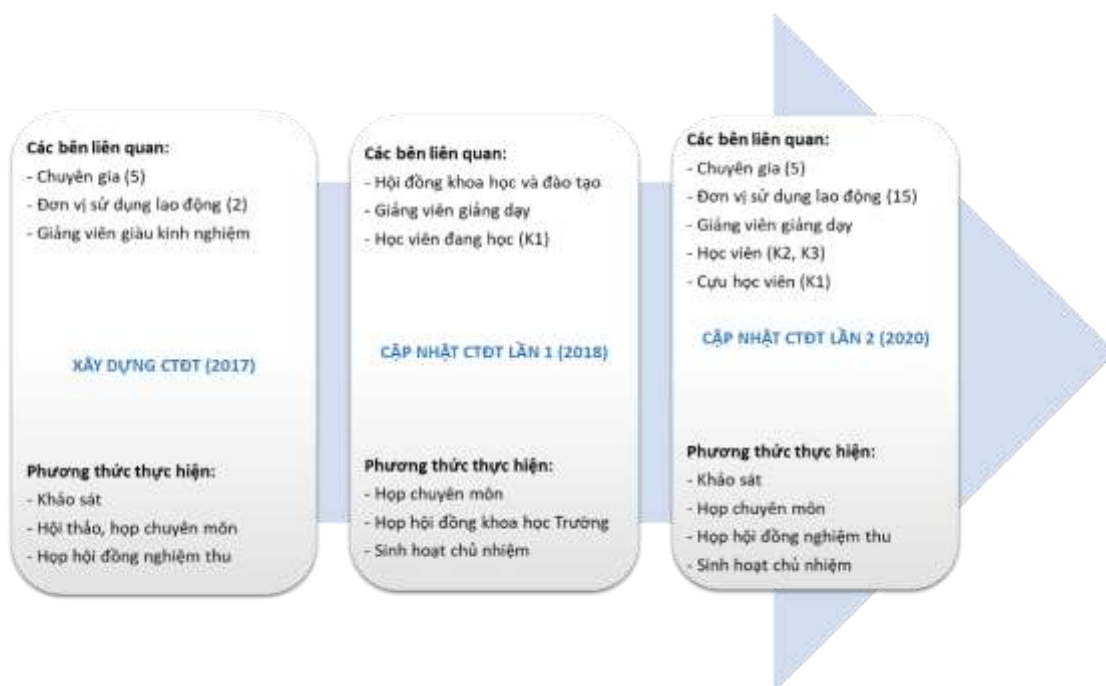 Các bên liên quan:
- Chuyên gia (5)
- Đơn vị sử dụng lao động (2)
- Giảng viên giàu kinh nghiệm
XÂY DỰNG CTĐT (2017)
Phương thức thực hiện:
- Khảo sát
- Hội thảo, họp chuyên môn
- Họp hội đồng nghiệm thu
Các bên liên quan:
- Hội đồng khoa học và đào tạo
- Giảng viên giảng dạy
- Học viên đang học (K1)
CẬP NHẬT CTĐT LẦN 1 (2018)
Phương thức thực hiện:
- Họp chuyên môn
- Họp hội đồng khoa học Trường
- Sinh hoạt chủ nhiệm
Các bên liên quan:
- Chuyên gia (5)
- Đơn vị sử dụng lao động (15)
- Giảng viên giảng dạy
- Học viên (K2, K3)
- Cựu học viên (K1)
CẬP NHẬT CTĐT LẦN 2 (2020)
Phương thức thực hiện:
- Khảo sát
- Họp chuyên môn
- Họp hội đồng nghiệm thu
- Sinh hoạt chủ nhiệm